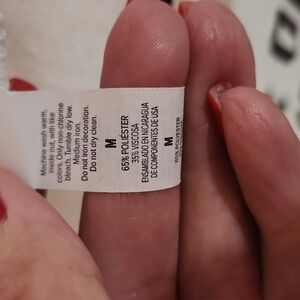 Machine wash warm,
inside out, with like
colors. Only non-chlorine
bleach. Tumble dry low.
Medium iron.
Do not iron decoration.
Do not dry clean.
M
65% POLIÉSTER
35% VISCOSA
ENSAMBLADO EN NICARAGUA
DE COMPONENTES DE USA
M